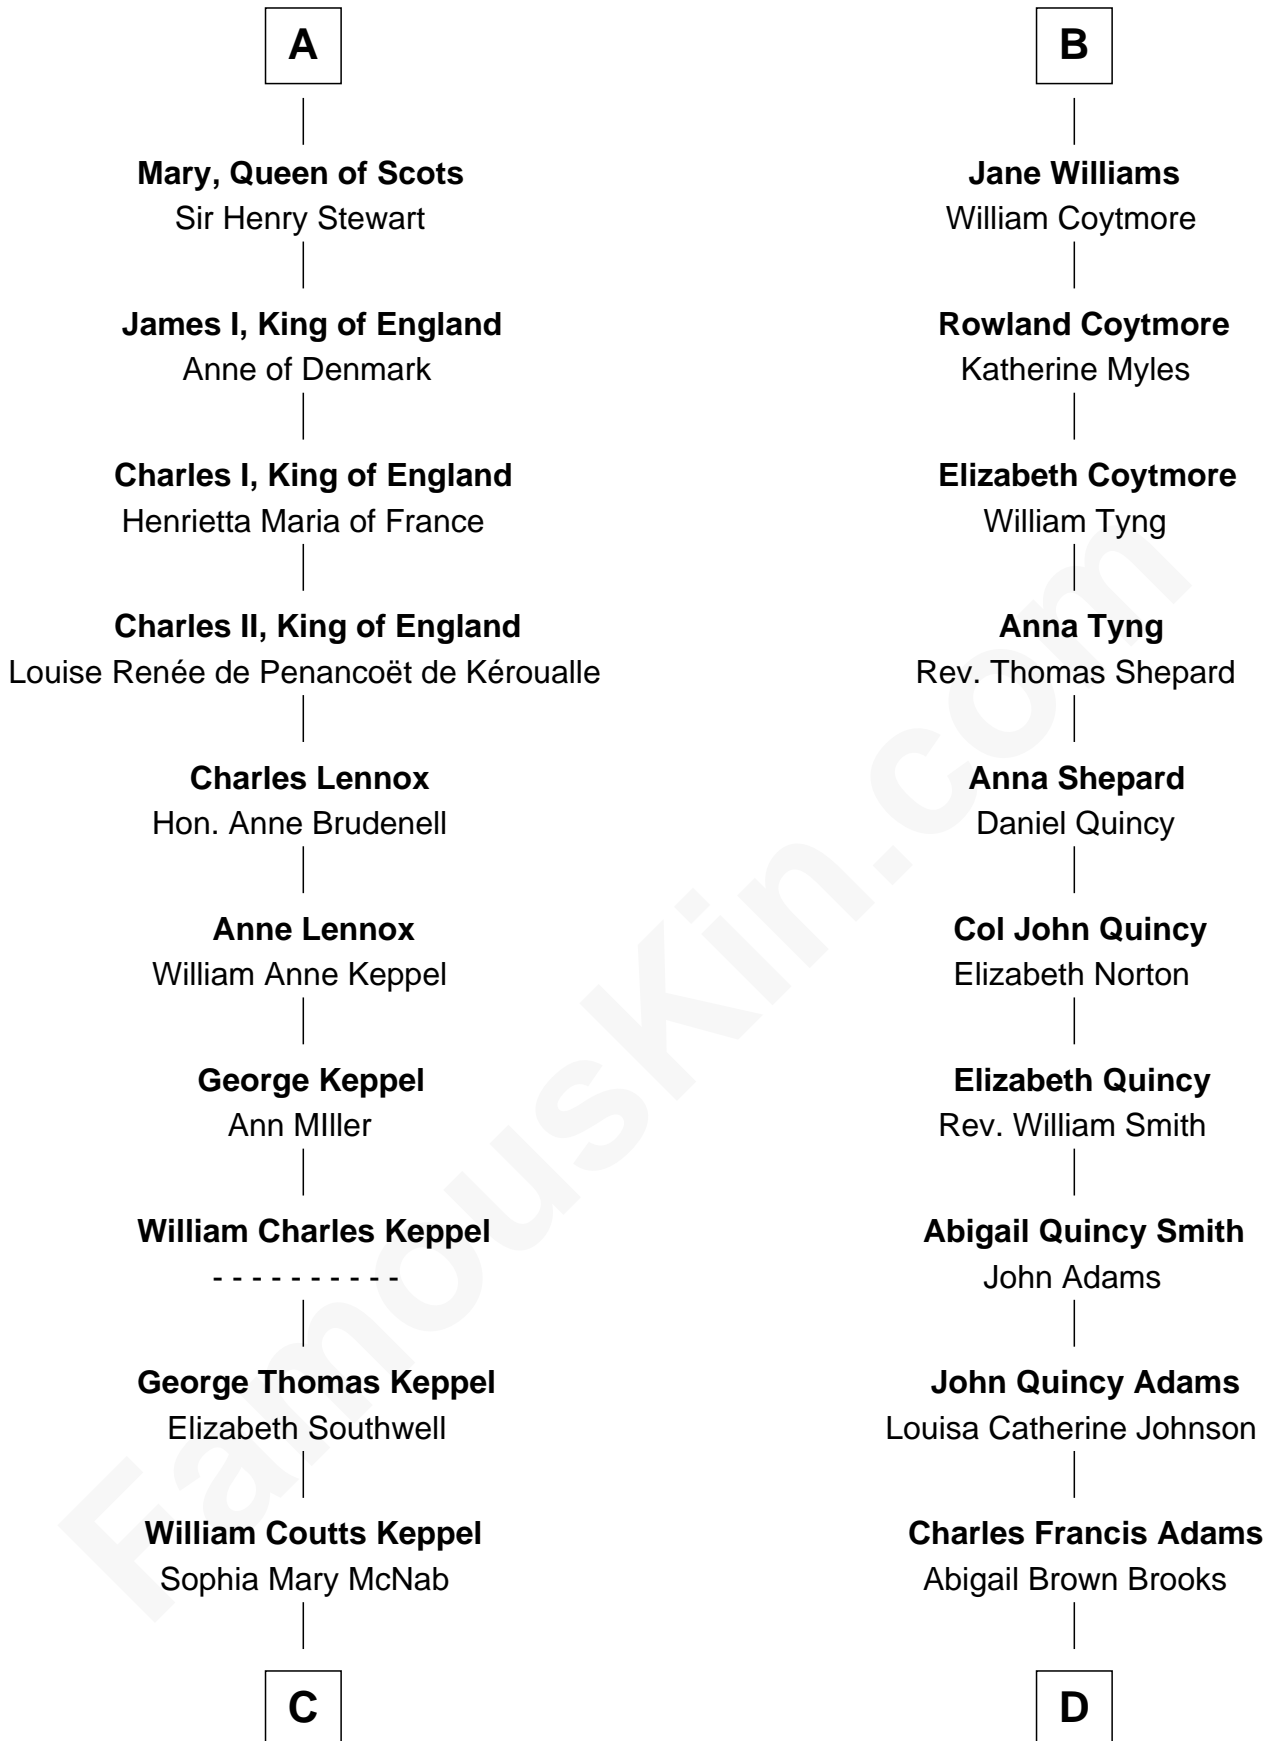 A
Mary, Queen of Scots
Sir Henry Stewart
James I, King of England
Anne of Denmark
Charles I, King of England
Henrietta Maria of France
Charles II, King of England
Louise Renée de Penancoët de Kéroualle
Charles Lennox
Hon. Anne Brudenell
Anne Lennox
William Anne Keppel
George Keppel
Ann MIller
William Charles Keppel
- - - - - - - - - -
George Thomas Keppel
Elizabeth Southwell
William Coutts Keppel
Sophia Mary McNab
C
B
Jane Williams
William Coytmore
Rowland Coytmore
Katherine Myles
Elizabeth Coytmore
William Tyng
Anna Tyng
Rev. Thomas Shepard
Anna Shepard
Daniel Quincy
Col John Quincy
Elizabeth Norton
Elizabeth Quincy
Rev. William Smith
Abigail Quincy Smith
John Adams
John Quincy Adams
Louisa Catherine Johnson
Charles Francis Adams
Abigail Brown Brooks
D
FamousKin.com